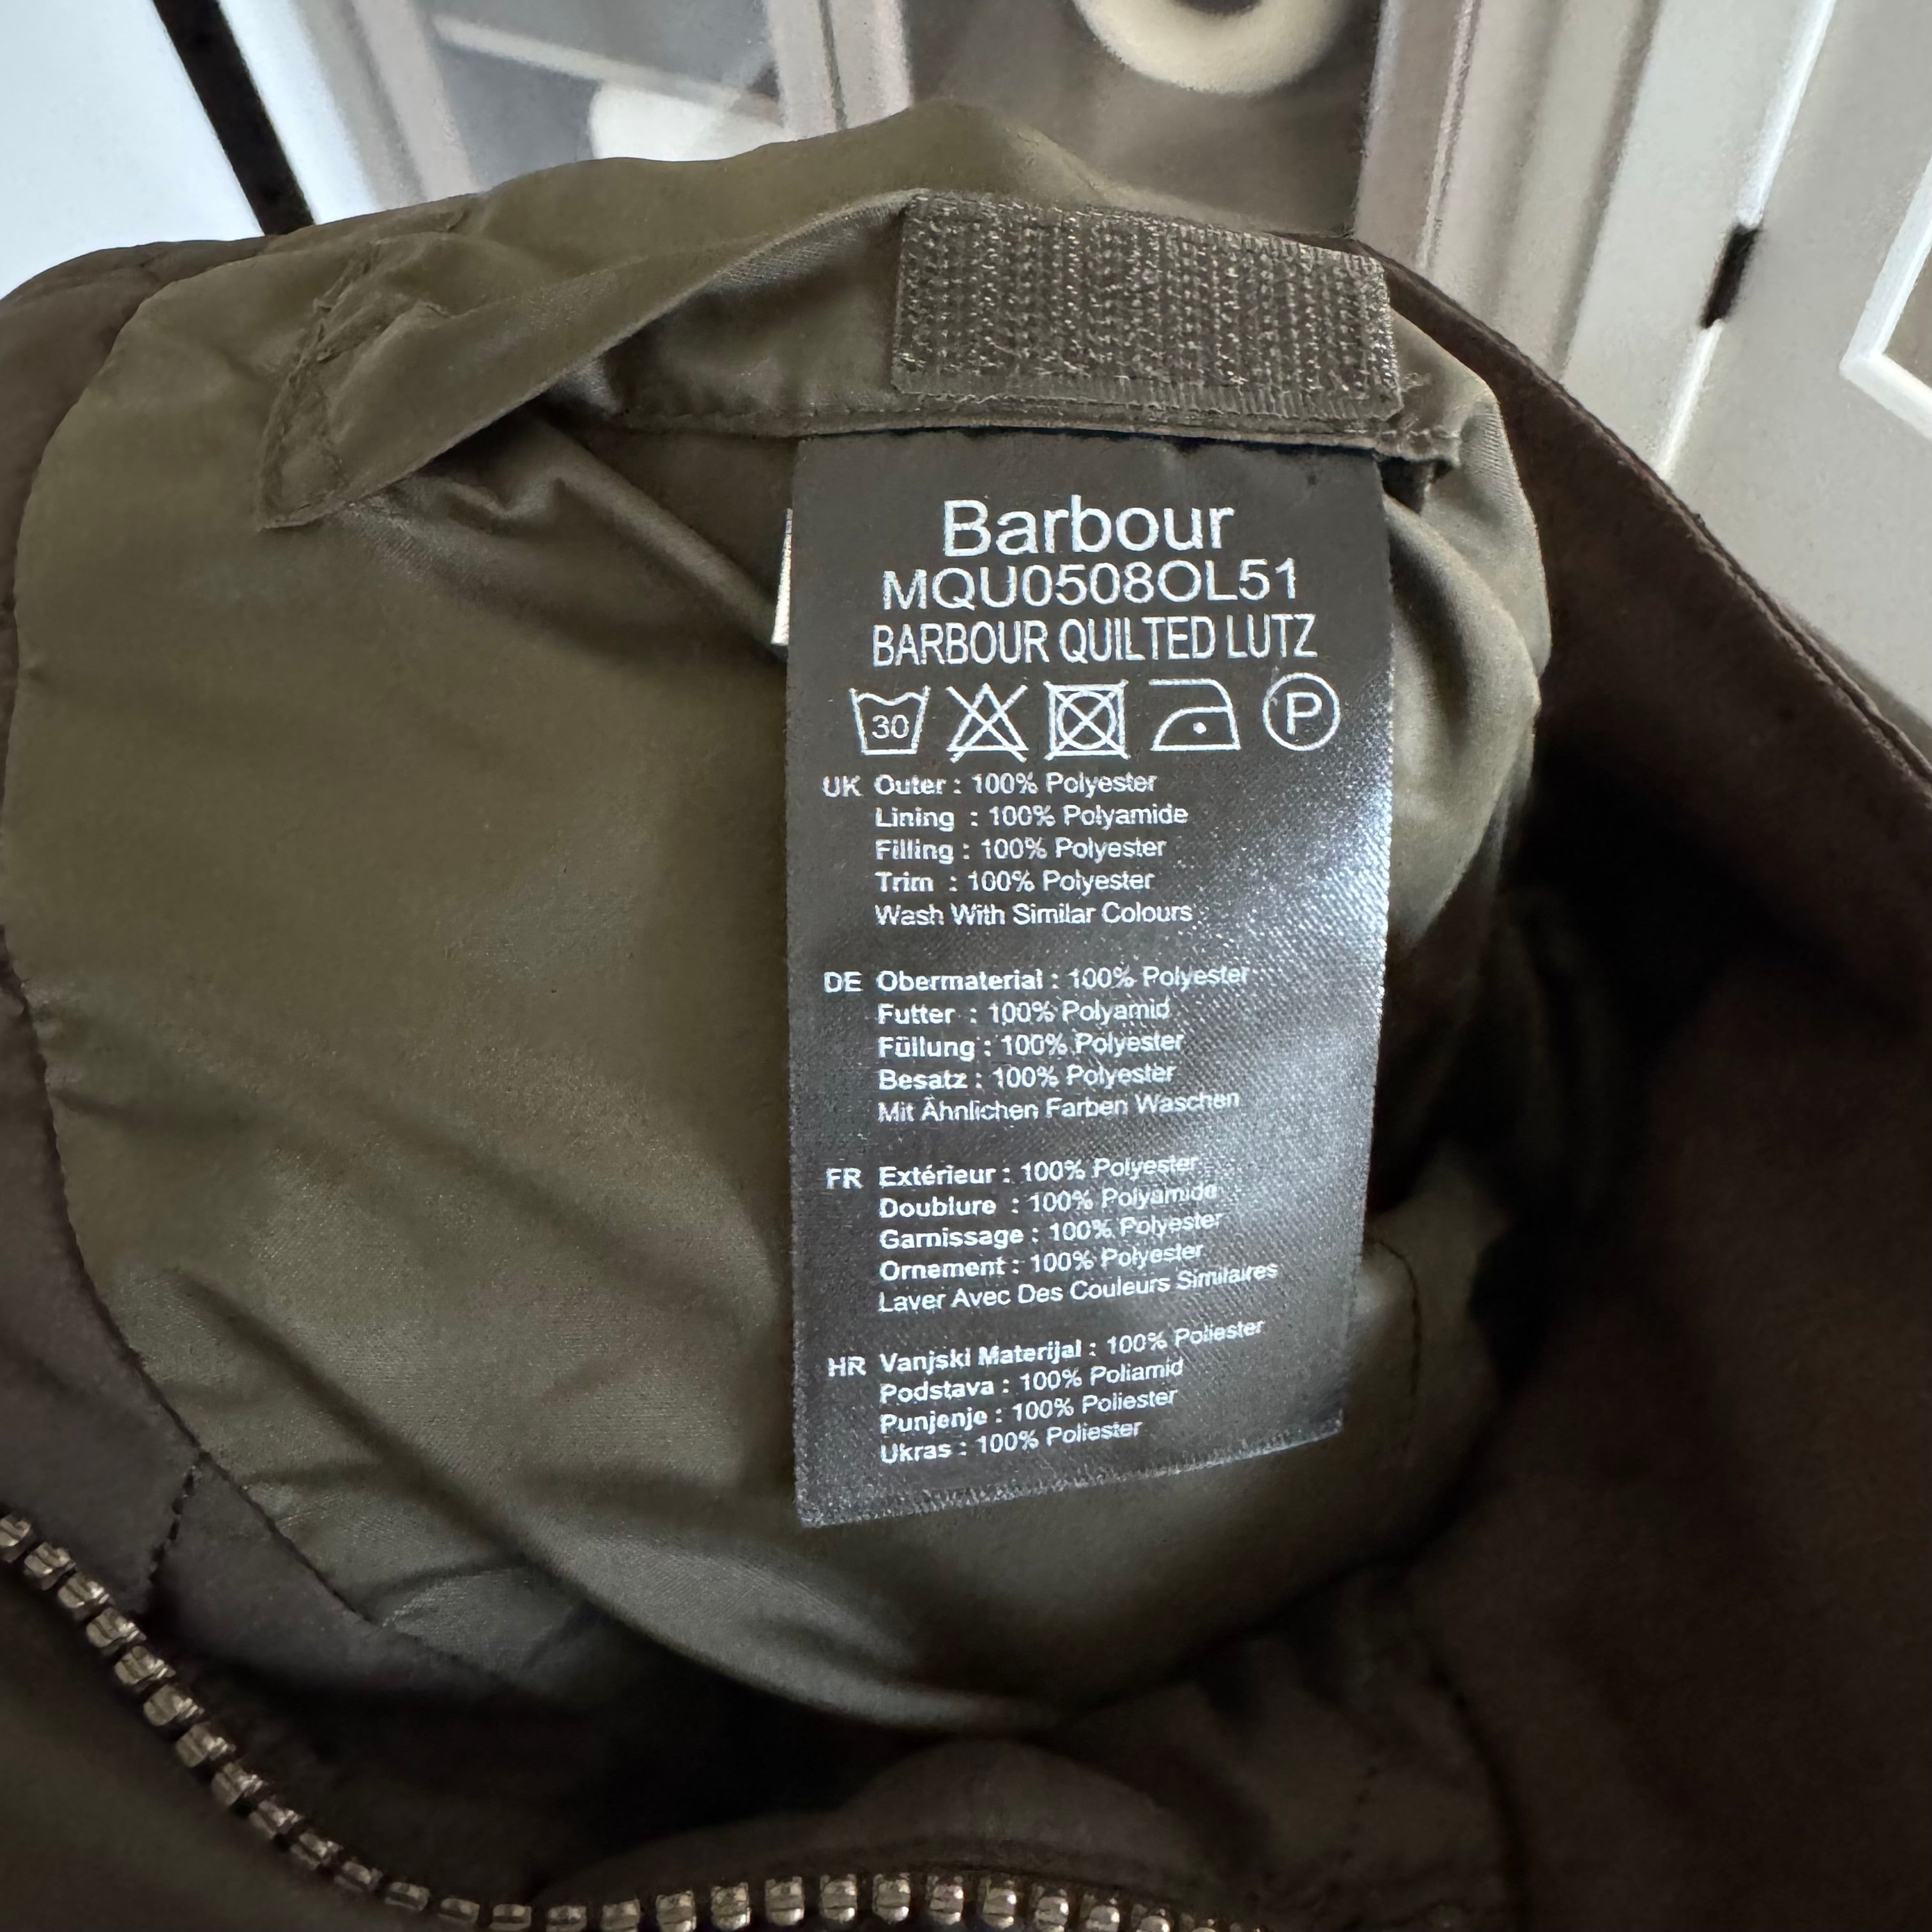 Barbour
MQU0508OL51
BARBOUR QUILTED LUTZ
30 P
UK Outer : 100% Polyester
Lining : 100% Polyamide
Filling : 100% Polyester
Trim : 100% Polyester
Wash With Similar Colours
DE Obermaterial : 100% Polyester
Futter : 100% Polyamid
Füllung : 100% Polyester
Besatz : 100% Polyester
Mit Ähnlichen Farben Waschen
FR Extérieur : 100% Polyester
Doublure : 100% Polyamide
Garnissage : 100% Polyester
Ornement : 100% Polyester
Laver Avec Des Couleurs Similaires
HR Vanjski Materijal : 100% Poliester
Podstava : 100% Poliamid
Punjenje : 100% Poliester
Ukras : 100% Poliester